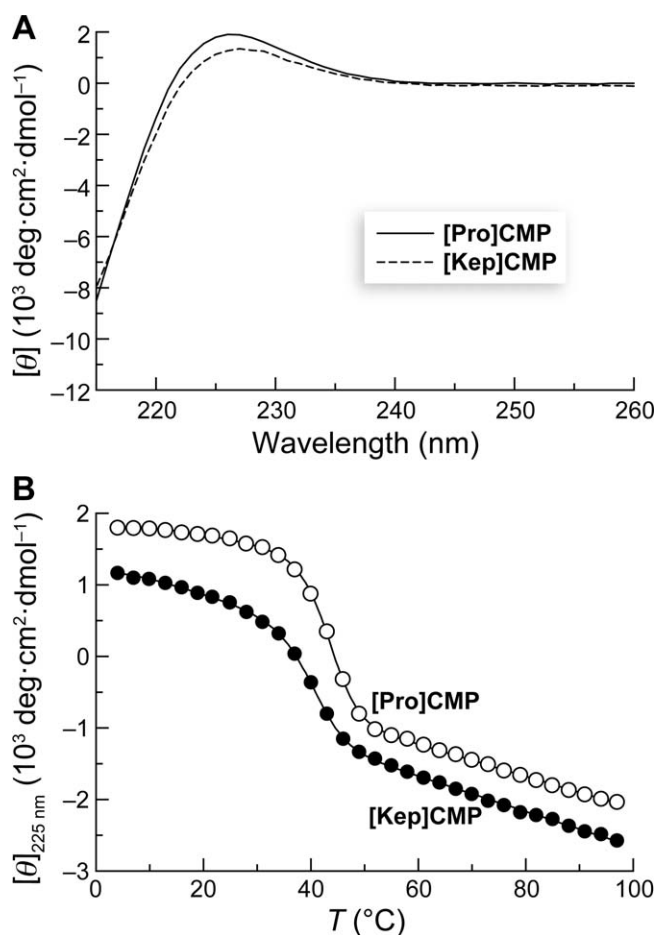 A
[θ] (10³ deg·cm²·dmol⁻¹)
2
0
−2
−4
−6
−8
−10
−12
[Pro]CMP
[Kep]CMP
220 230 240 250 260
Wavelength (nm)
B
[θ]225 nm (10³ deg·cm²·dmol⁻¹)
2
1
0
−1
−2
−3
[Pro]CMP
[Kep]CMP
0 20 40 60 80 100
T (°C)